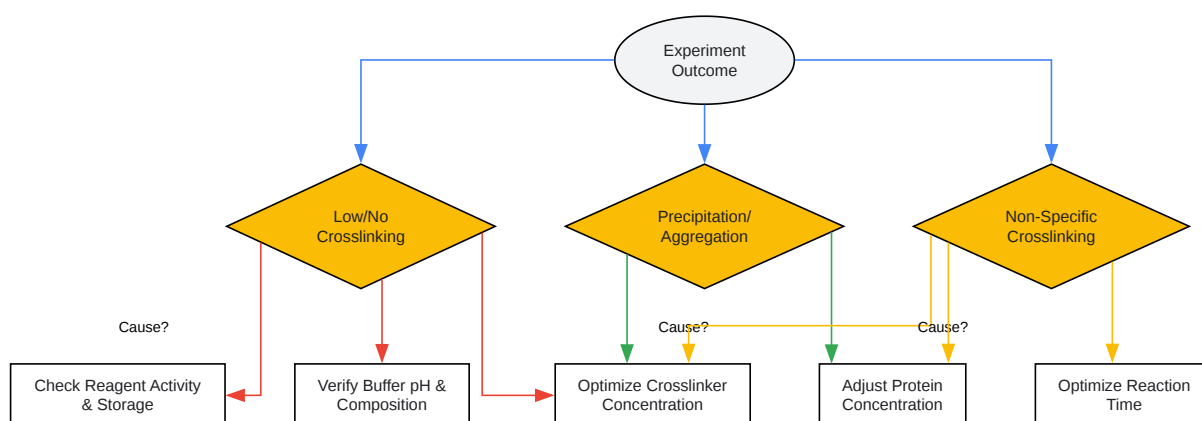 Experiment
Outcome
Low/No
Crosslinking
Precipitation/
Aggregation
Non-Specific
Crosslinking
Cause?
Cause?
Cause?
Check Reagent Activity
& Storage
Verify Buffer pH &
Composition
Optimize Crosslinker
Concentration
Adjust Protein
Concentration
Optimize Reaction
Time